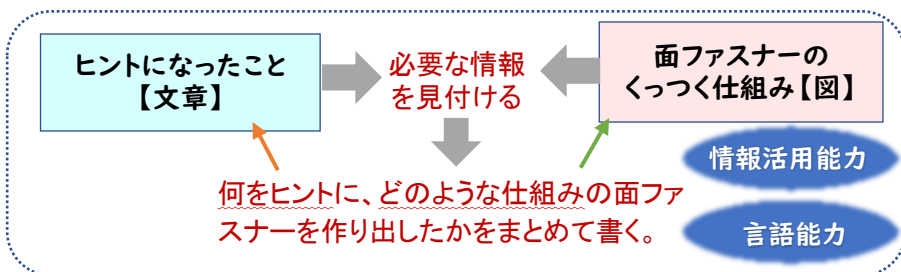 ヒントになったこと
【文章】
必要な情報
を見付ける
面ファスナーの
くっつく仕組み【図】
情報活用能力
何をヒントに、どのような仕組みの面ファ
スナーを作り出したかをまとめて書く。
言語能力